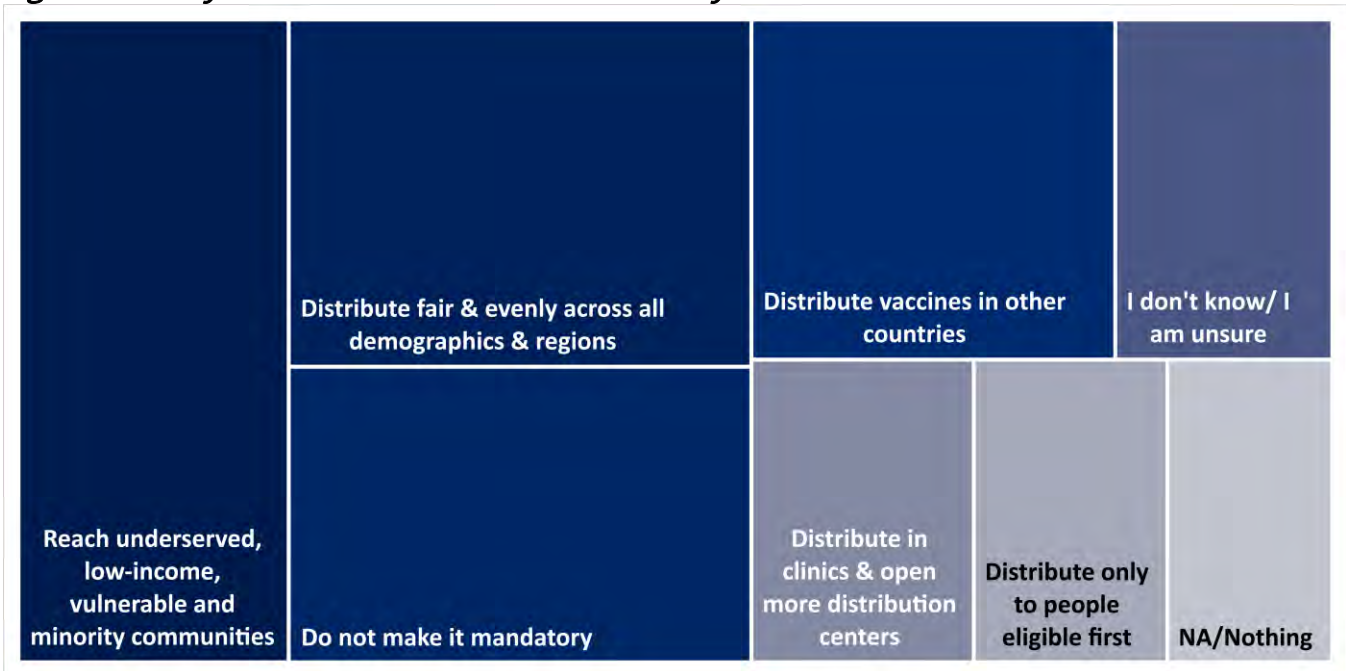 Distribute fair & evenly across all
demographics & regions
Distribute vaccines in other
countries
I don't know/ I
am unsure
Reach underserved,
low-income,
vulnerable and
minority communities
Do not make it mandatory
Distribute in
clinics & open
more distribution
centers
Distribute only
to people
eligible first
NA/Nothing